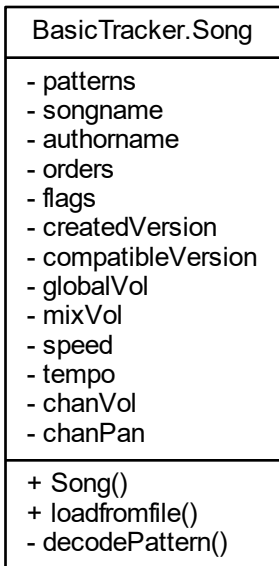 BasicTracker.Song
- patterns
- songname
- authorname
- orders
- flags
- createdVersion
- compatibleVersion
- globalVol
- mixVol
- speed
- tempo
- chanVol
- chanPan
+ Song()
+ loadfromfile()
- decodePattern()